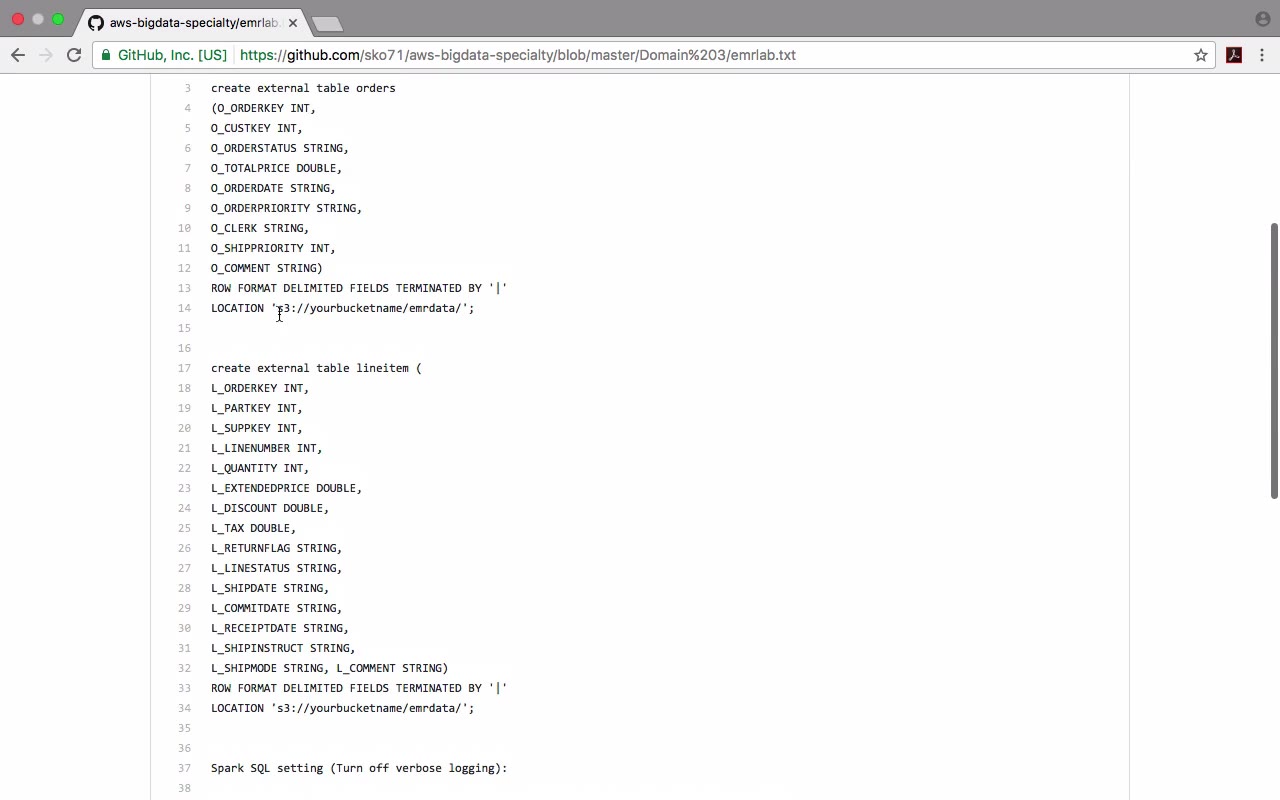 aws-bigdata-specialty/emrlab.
GitHub, Inc. [US] https://github.com/sko71/aws-bigdata-specialty/blob/master/Domain%203/emrlab.txt
3 create external table orders
4 (O_ORDERKEY INT,
5 O_CUSTKEY INT,
6 O_ORDERSTATUS STRING,
7 O_TOTALPRICE DOUBLE,
8 O_ORDERDATE STRING,
9 O_ORDERPRIORITY STRING,
10 O_CLERK STRING,
11 O_SHIPPRIORITY INT,
12 O_COMMENT STRING)
13 ROW FORMAT DELIMITED FIELDS TERMINATED BY '|'
14 LOCATION 's3://yourbucketname/emrdata/';
15
16
17 create external table lineitem (
18 L_ORDERKEY INT,
19 L_PARTKEY INT,
20 L_SUPPKEY INT,
21 L_LINENUMBER INT,
22 L_QUANTITY INT,
23 L_EXTENDEDPRICE DOUBLE,
24 L_DISCOUNT DOUBLE,
25 L_TAX DOUBLE,
26 L_RETURNFLAG STRING,
27 L_LINESTATUS STRING,
28 L_SHIPDATE STRING,
29 L_COMMITDATE STRING,
30 L_RECEIPTDATE STRING,
31 L_SHIPINSTRUCT STRING,
32 L_SHIPMODE STRING, L_COMMENT STRING)
33 ROW FORMAT DELIMITED FIELDS TERMINATED BY '|'
34 LOCATION 's3://yourbucketname/emrdata/';
35
36
37 Spark SQL setting (Turn off verbose logging):
38